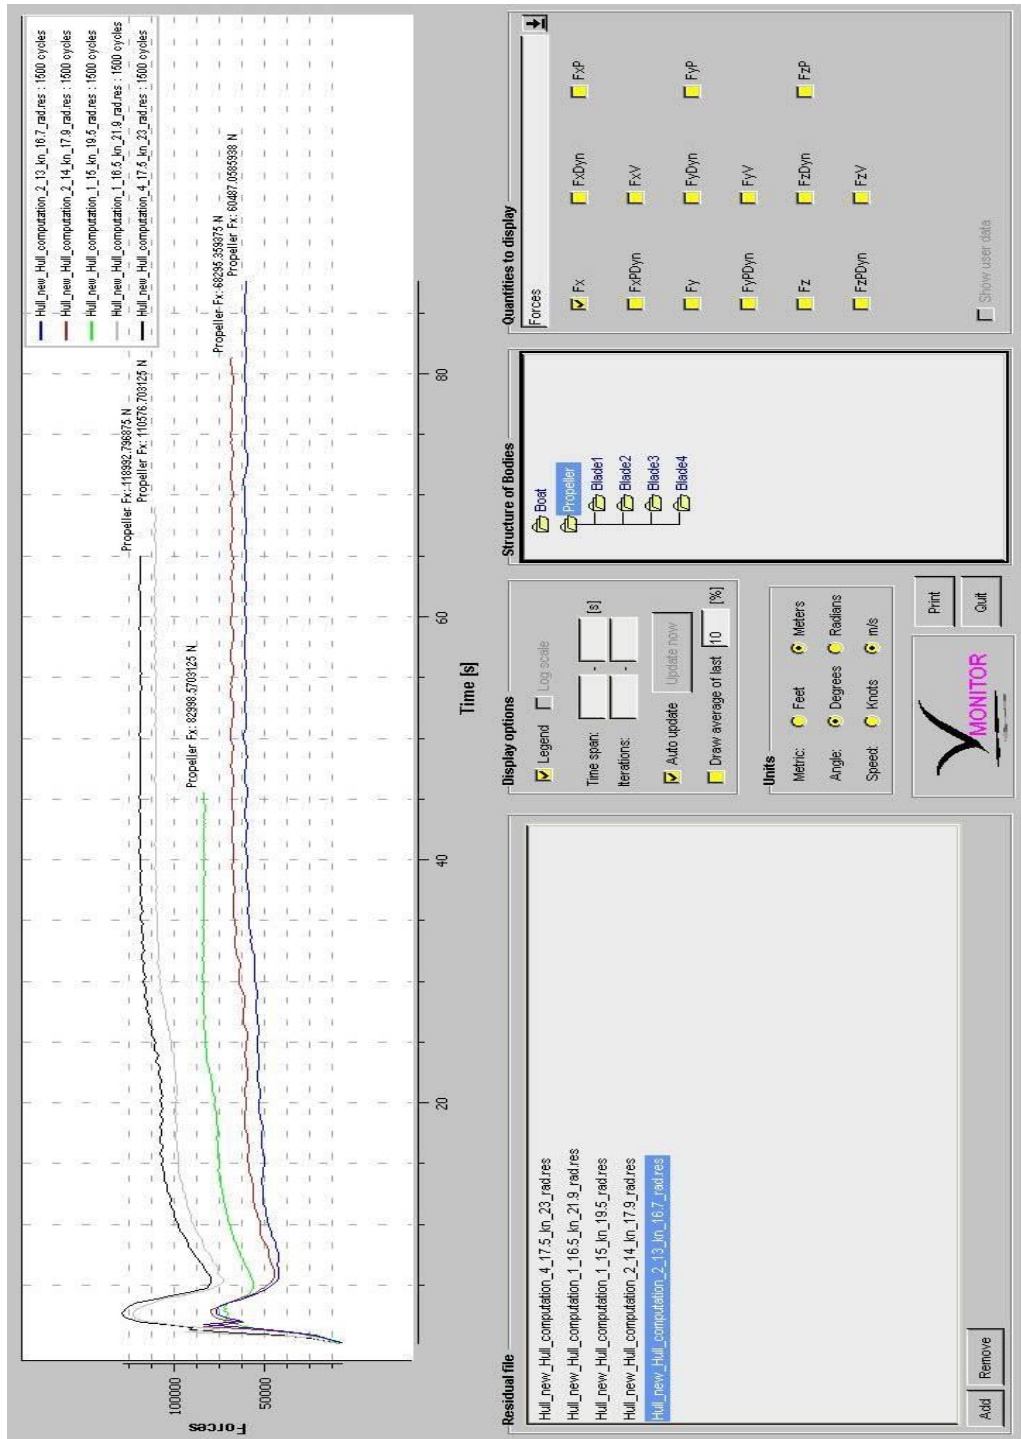 Hull_new_Hull_computation_2_13_kn_16.7_rad.res : 1500 cycles
Hull_new_Hull_computation_2_14_kn_17.9_rad.res : 1500 cycles
Hull_new_Hull_computation_1_15_kn_19.5_rad.res : 1500 cycles
Hull_new_Hull_computation_1_16.5_kn_21.9_rad.res : 1500 cycles
Hull_new_Hull_computation_4_17.5_kn_23_rad.res : 1500 cycles
Propeller Fx:-118992.796875 N
Propeller Fx: 110576.703125 N
Propeller Fx: 82998.5703125 N
Propeller Fx:-68295.359375 N
Propeller Fx: 60487.0585938 N
Forces
100000
50000
20
40
60
80
Time [s]
Residual file
Hull_new_Hull_computation_4_17.5_kn_23_rad.res
Hull_new_Hull_computation_1_16.5_kn_21.9_rad.res
Hull_new_Hull_computation_1_15_kn_19.5_rad.res
Hull_new_Hull_computation_2_14_kn_17.9_rad.res
Hull_new_Hull_computation_2_13_kn_16.7_rad.res
Add Remove
Display options
Legend Log scale
Time span: - [s]
Iterations: -
Auto update Update now
Draw average of last 10 [%]
Units
Metric: Feet Meters
Angle: Degrees Radians
Speed: Knots m/s
MONITOR
Print
Quit
Structure of Bodies
Boat
Propeller
Blade1
Blade2
Blade3
Blade4
Quantities to display
Forces
Fx FxDyn FxP
FxPDyn FxV
Fy FyDyn FyP
FyPDyn FyV
Fz FzDyn FzP
FzPDyn FzV
Show user data